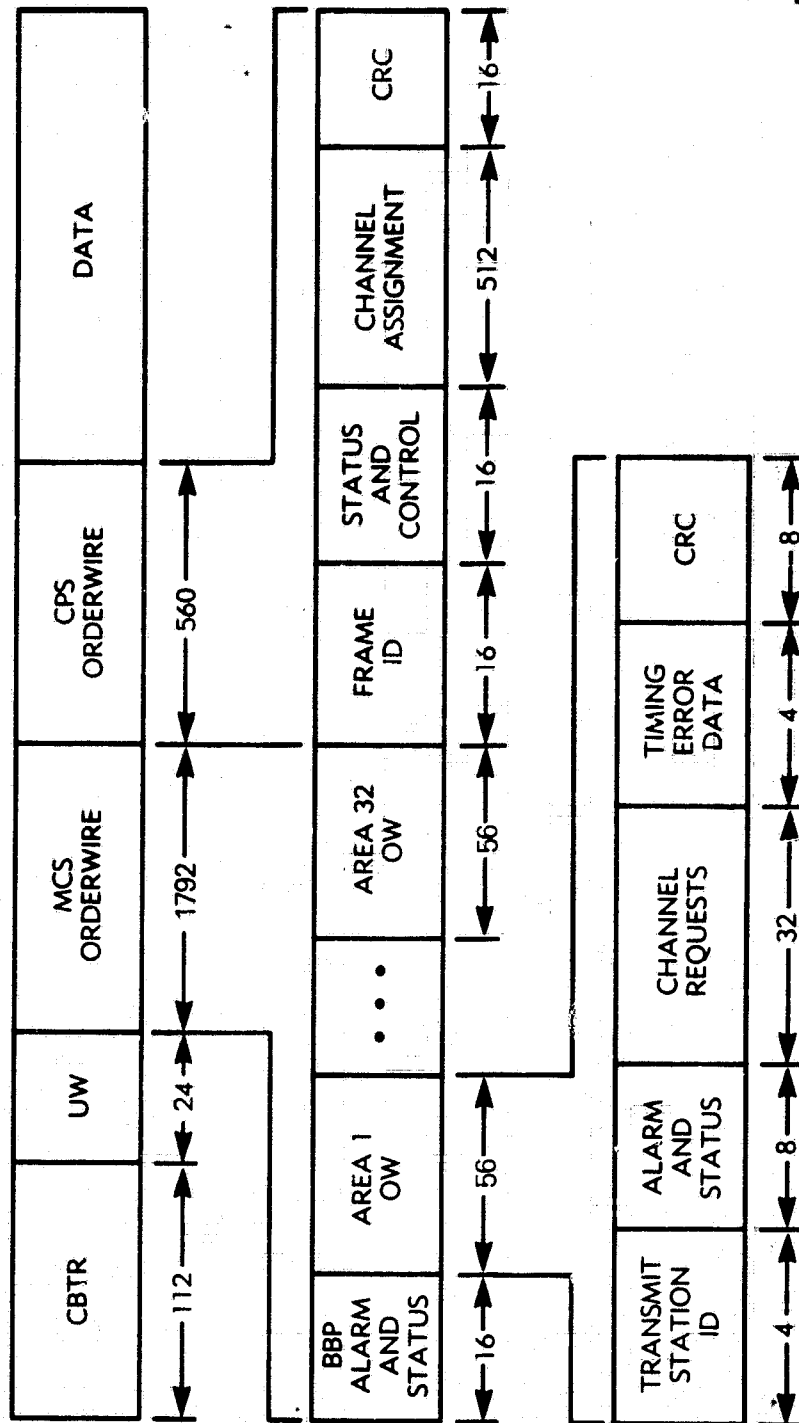 CBTR
UW
MCS
ORDERWIRE
CPS
ORDERWIRE
DATA
112
24
1792
560
BBP
ALARM
AND
STATUS
AREA 1
OW
• • •
AREA 32
OW
FRAME
ID
STATUS
AND
CONTROL
CHANNEL
ASSIGNMENT
CRC
16
56
56
16
16
512
16
TRANSMIT
STATION
ID
ALARM
AND
STATUS
CHANNEL
REQUESTS
TIMING
ERROR
DATA
CRC
4
8
32
4
8